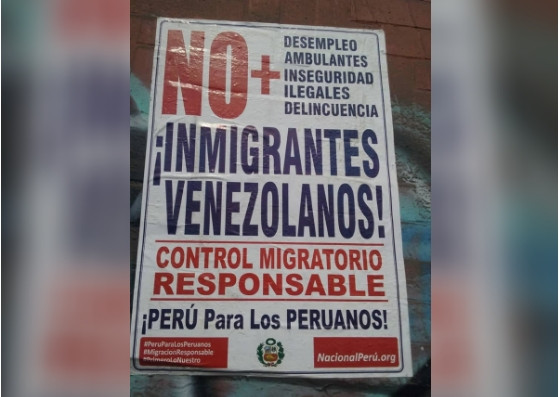 NO+
DESEMPLEO
AMBULANTES
INSEGURIDAD
ILEGALES
DELINCUENCIA
¡INMIGRANTES
VENEZOLANOS!
CONTROL MIGRATORIO
RESPONSABLE
¡PERÚ Para Los PERUANOS!
#PeruParaLosPeruanos
#MigracionResponsable
#PrimeroLoNuestro
NacionalPerú.org